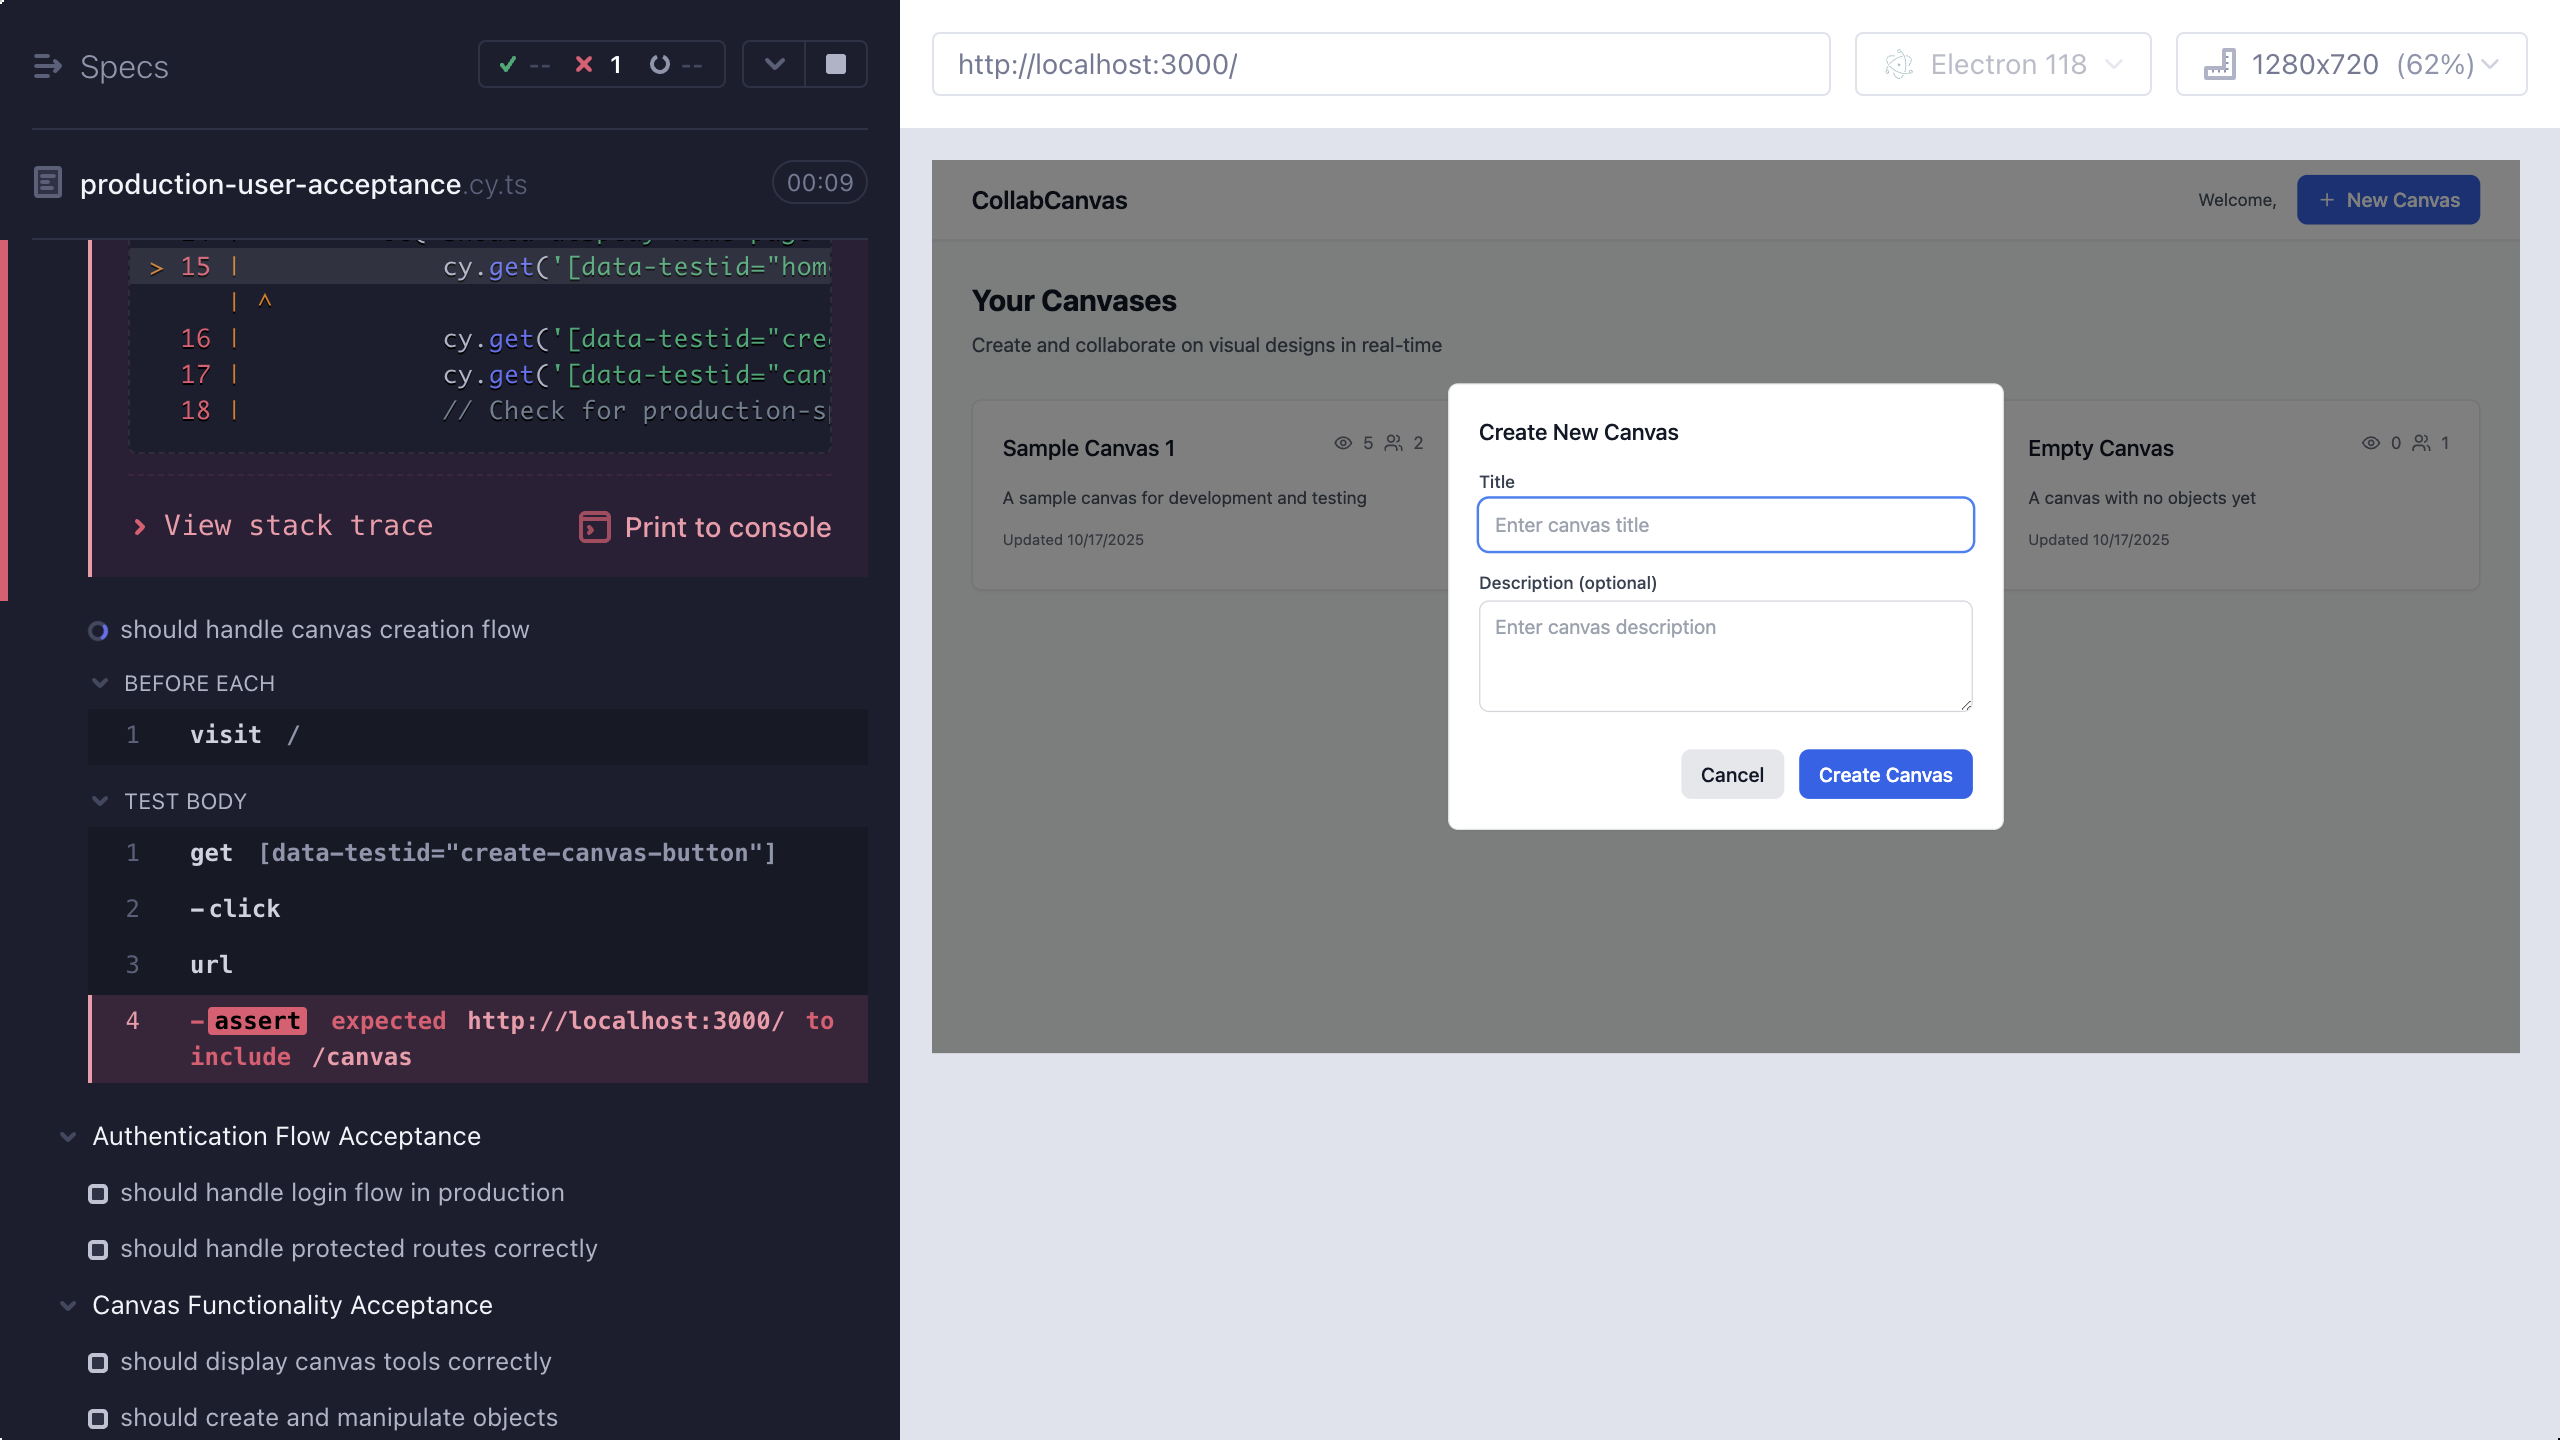 Specs
-- 1 --
production-user-acceptance.cy.ts
00:09
> 15 | cy.get('[data-testid="hom
| ^
16 | cy.get('[data-testid="cre
17 | cy.get('[data-testid="can
18 | // Check for production-s
View stack trace
Print to console
should handle canvas creation flow
BEFORE EACH
1 visit /
TEST BODY
1 get [data-testid="create-canvas-button"]
2 -click
3 url
4 -assert expected http://localhost:3000/ to
include /canvas
Authentication Flow Acceptance
should handle login flow in production
should handle protected routes correctly
Canvas Functionality Acceptance
should display canvas tools correctly
should create and manipulate objects
http://localhost:3000/
Electron 118
1280x720 (62%)
CollabCanvas
Welcome,
+ New Canvas
Your Canvases
Create and collaborate on visual designs in real-time
Sample Canvas 1
5 2
A sample canvas for development and testing
Updated 10/17/2025
Create New Canvas
Title
Enter canvas title
Description (optional)
Enter canvas description
Cancel
Create Canvas
Empty Canvas
0 1
A canvas with no objects yet
Updated 10/17/2025